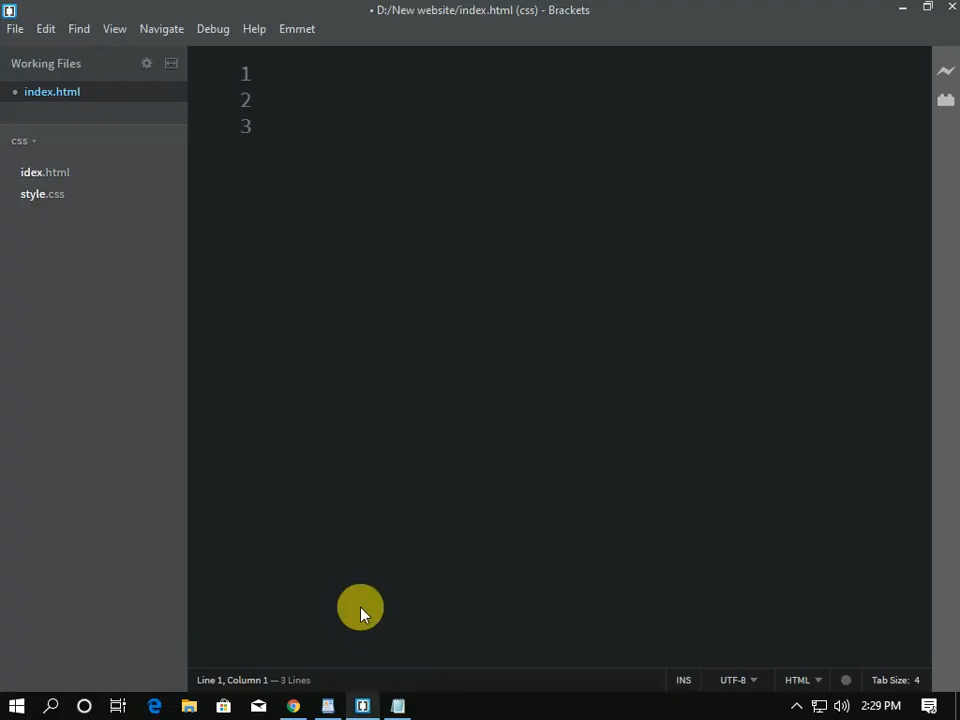 • D:/New website/index.html (css) - Brackets
File Edit Find View Navigate Debug Help Emmet
Working Files
• index.html
css
idex.html
style.css
1
2
3
Line 1, Column 1 — 3 Lines
INS UTF-8 HTML Tab Size: 4
2:29 PM